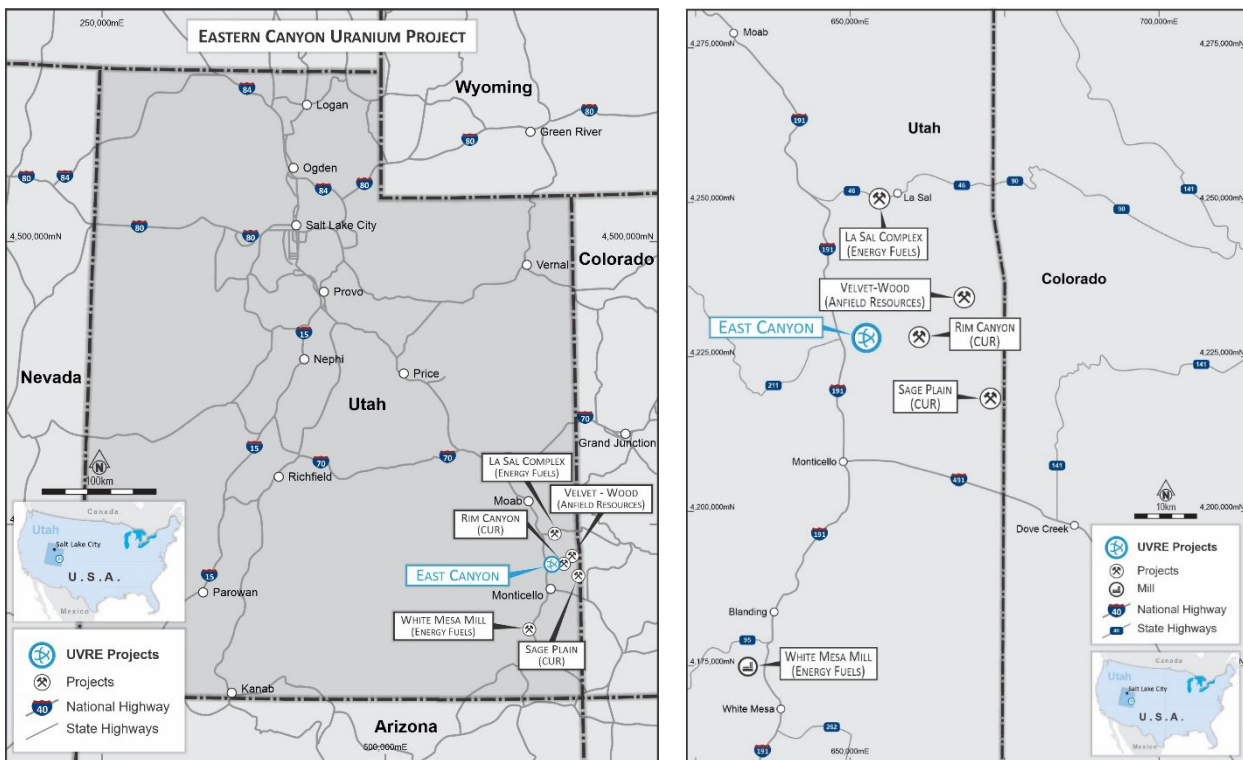 250,000mE
EASTERN CANYON URANIUM PROJECT
84
Logan
Wyoming
80
80
Green River
Ogden
80
84
84
80
Salt Lake City
80
80
4,500,000mN
4,500,000mN
Colorado
Vernal
Provo
15
Nephi
Price
Nevada
Utah
70
15
70
70
Grand Junction
Richfield
LA SAL COMPLEX
(ENERGY FUELS)
VELVET - WOOD
(ANFIELD RESOURCES)
Moab
RIM CANYON
(CUR)
N
100km
EAST CANYON
Monticello
15
Parowan
WHITE MESA MILL
(ENERGY FUELS)
SAGE PLAIN
(CUR)
Kanab
Arizona
500,000mE
Canada
Utah
Salt Lake City
U.S.A.
Mexico
UVRE Projects
Projects
40
National Highway
State Highways
650,000mE
700,000mE
Moab
4,275,000mN
4,275,000mN
191
Utah
46
46
90
141
La Sal
4,250,000mN
4,250,000mN
90
LA SAL COMPLEX
(ENERGY FUELS)
191
Colorado
VELVET-WOOD
(ANFIELD RESOURCES)
EAST CANYON
RIM CANYON
(CUR)
4,225,000mN
4,225,000mN
141
211
191
SAGE PLAIN
(CUR)
Monticello
491
N
10km
4,200,000mN
Dove Creek
191
UVRE Projects
Projects
Mill
40
National Highway
40
State Highways
Blanding
95
4,175,000mN
WHITE MESA MILL
(ENERGY FUELS)
White Mesa
262
191
650,000mE
Canada
Utah
Salt Lake City
U.S.A.
Mexico